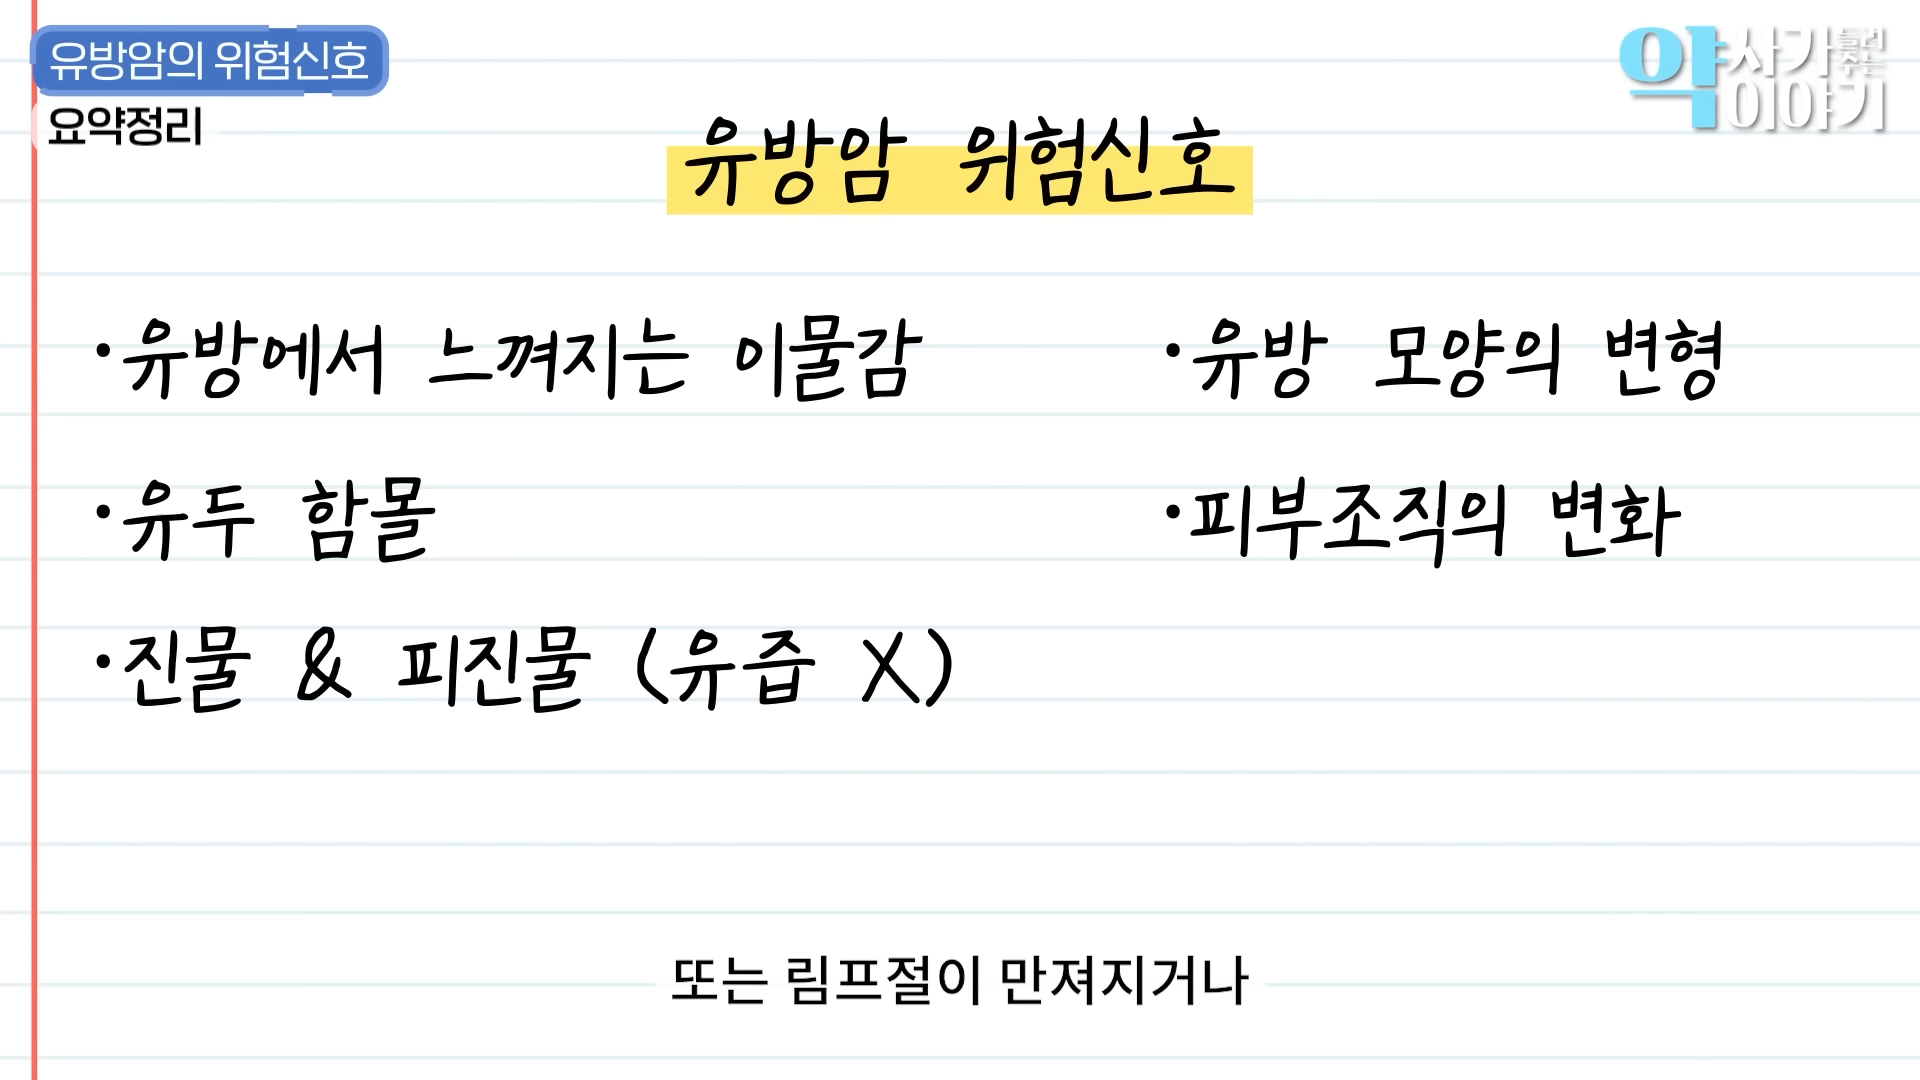 유방암의 위험신호
요약정리
약사가 들려주는 이야기
유방암 위험신호
·유방에서 느껴지는 이물감
·유두 함몰
·진물 & 피진물 (유즙 X)
·유방 모양의 변형
·피부조직의 변화
또는 림프절이 만져지거나